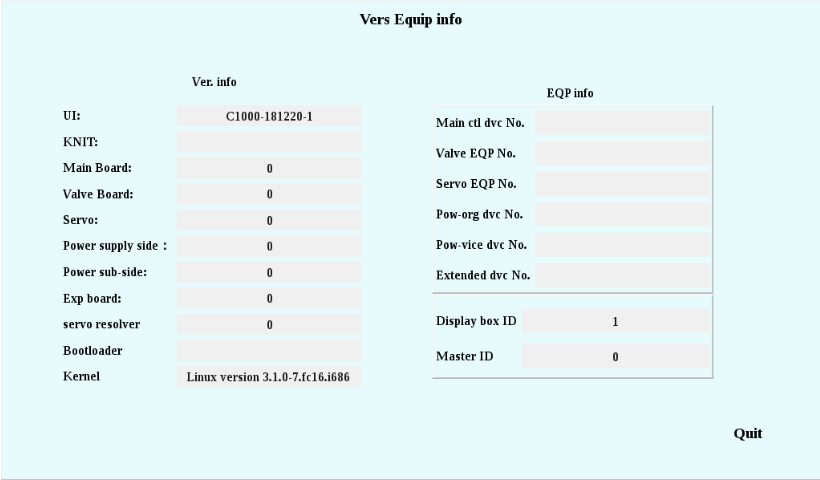 Vers Equip info
Ver. info
UI: C1000-181220-1
KNIT:
Main Board: 0
Valve Board: 0
Servo: 0
Power supply side： 0
Power sub-side: 0
Exp board: 0
servo resolver 0
Bootloader
Kernel Linux version 3.1.0-7.fc16.i686
EQP info
Main ctl dvc No.
Valve EQP No.
Servo EQP No.
Pow-org dvc No.
Pow-vice dvc No.
Extended dvc No.
Display box ID 1
Master ID 0
Quit